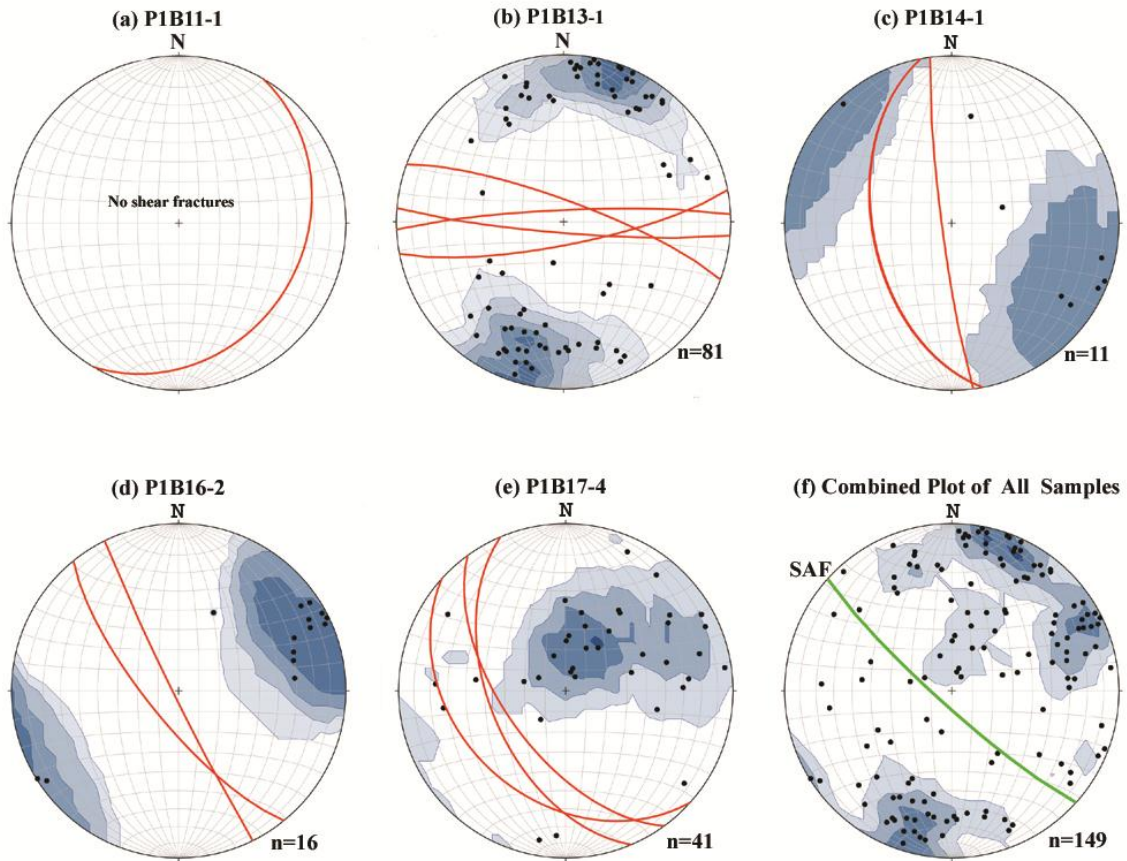 (a) P1B11-1
N
No shear fractures
(b) P1B13-1
N
n=81
(c) P1B14-1
N
n=11
(d) P1B16-2
N
n=16
(e) P1B17-4
N
n=41
(f) Combined Plot of All Samples
N
SAF
n=149